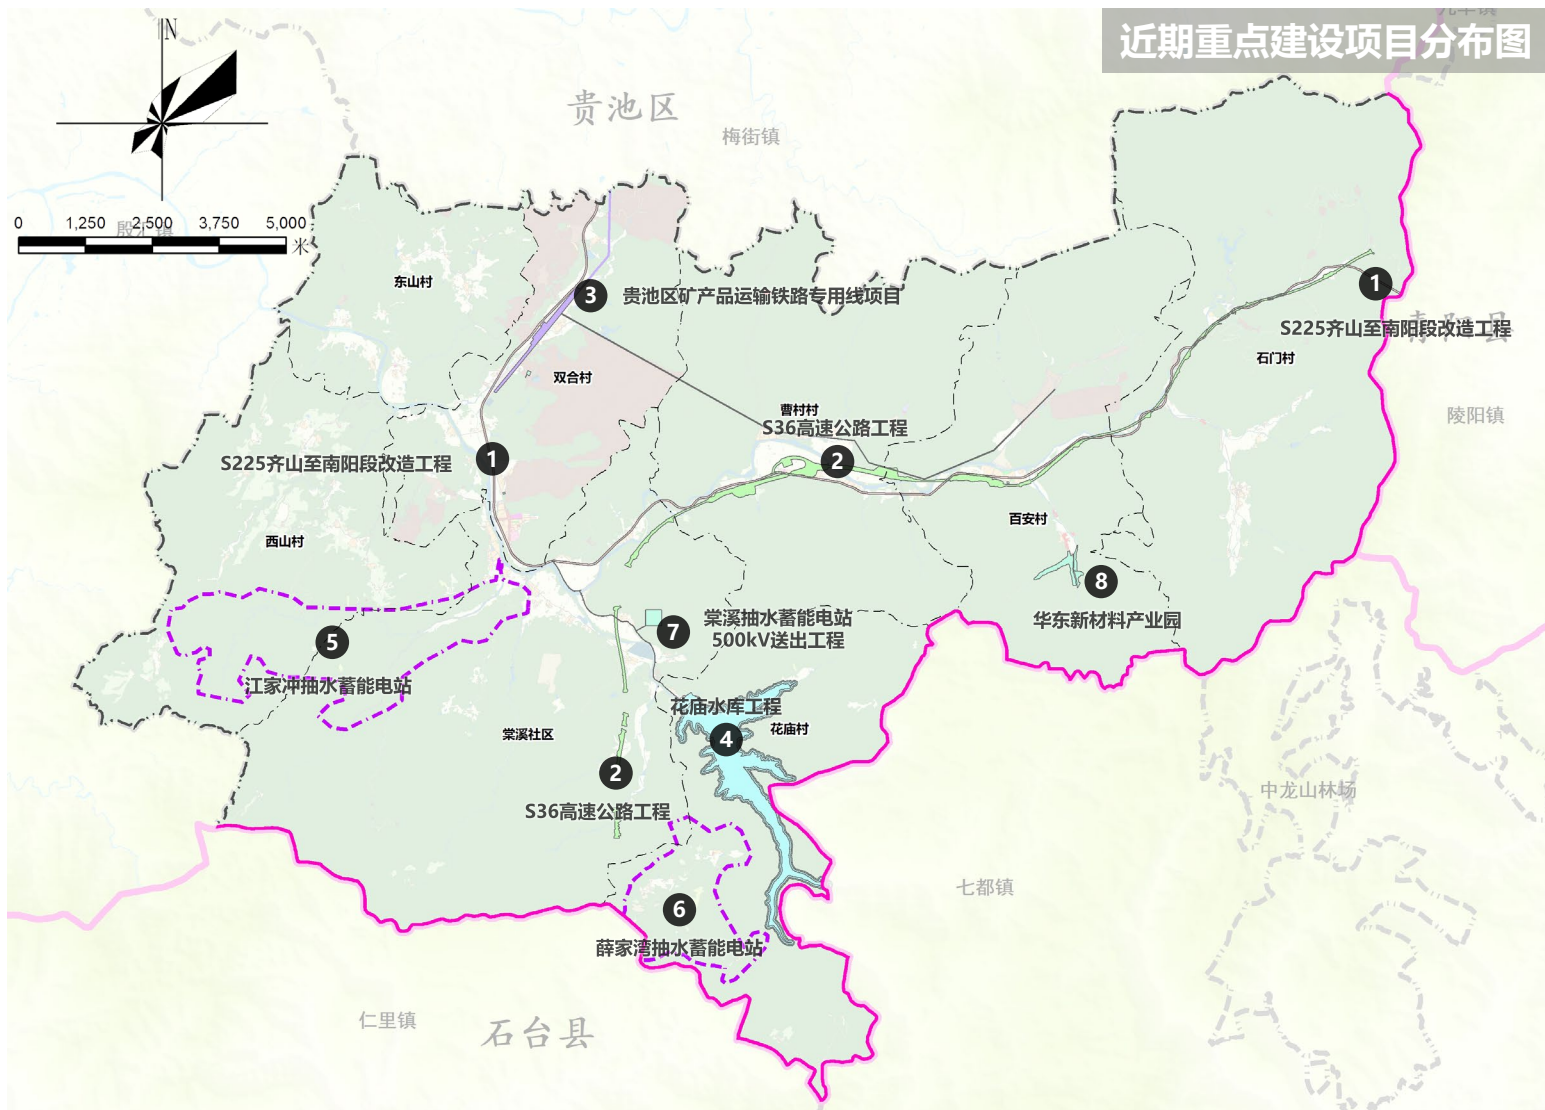 近期重点建设项目分布图
N
贵池区
梅街镇
0 1,250 2,500 3,750 5,000
米
东山村
3 贵池区矿产品运输铁路专用线项目
1
S225齐山至南阳段改造工程
青阳县
石门村
双合村
P
曹村村
S36高速公路工程
2
陵阳镇
1
S225齐山至南阳段改造工程
百安村
西山村
8
华东新材料产业园
7 棠溪抽水蓄能电站
500kV送出工程
5
江家冲抽水蓄能电站
花庙水库工程
花庙村
4
棠溪社区
2
S36高速公路工程
中龙山林场
七都镇
6
薛家湾抽水蓄能电站
仁里镇
石台县